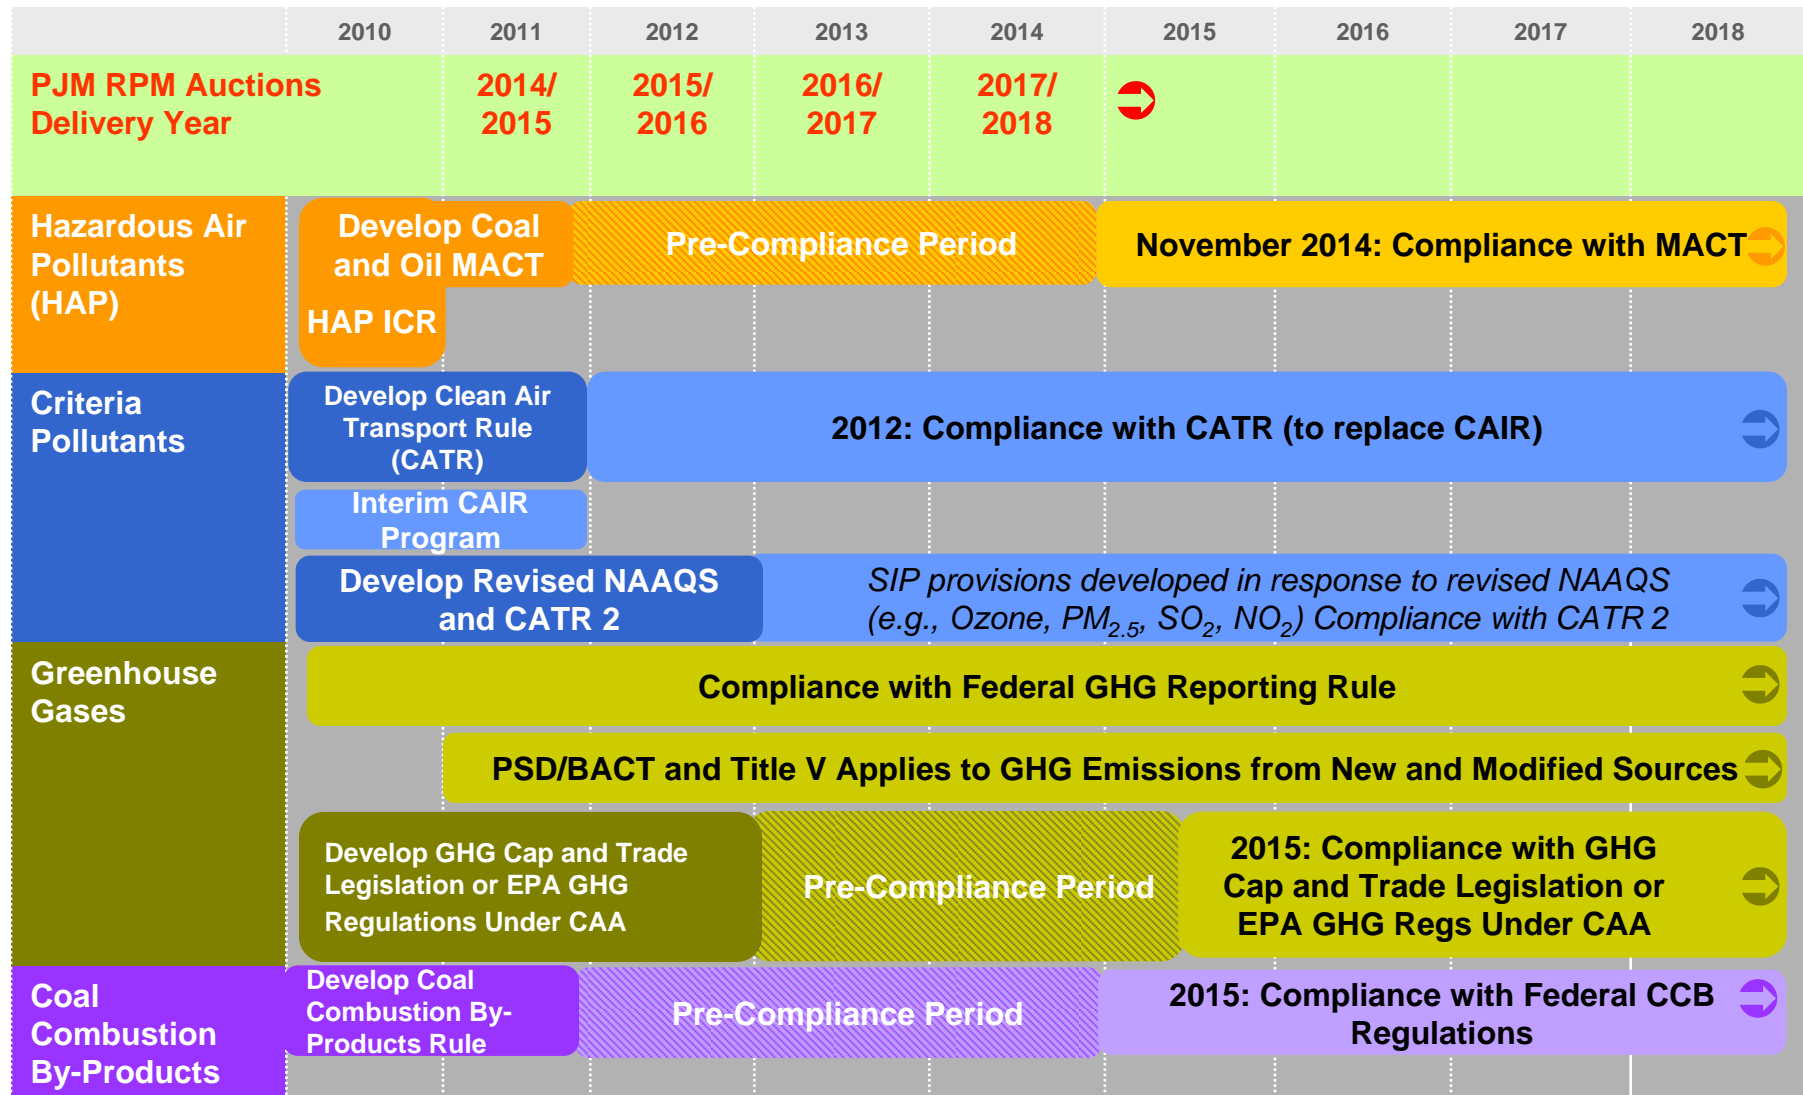 2010 2011 2012 2013 2014 2015 2016 2017 2018
PJM RPM Auctions
Delivery Year
2014/
2015
2015/
2016
2016/
2017
2017/
2018
Hazardous Air
Pollutants
(HAP)
Develop Coal
and Oil MACT
HAP ICR
Pre-Compliance Period
November 2014: Compliance with MACT
Criteria
Pollutants
Develop Clean Air
Transport Rule
(CATR)
2012: Compliance with CATR (to replace CAIR)
Interim CAIR
Program
Develop Revised NAAQS
and CATR 2
SIP provisions developed in response to revised NAAQS
(e.g., Ozone, PM2.5, SO2, NO2) Compliance with CATR 2
Greenhouse
Gases
Compliance with Federal GHG Reporting Rule
PSD/BACT and Title V Applies to GHG Emissions from New and Modified Sources
Develop GHG Cap and Trade
Legislation or EPA GHG
Regulations Under CAA
Pre-Compliance Period
2015: Compliance with GHG
Cap and Trade Legislation or
EPA GHG Regs Under CAA
Coal
Combustion
By-Products
Develop Coal
Combustion By-
Products Rule
Pre-Compliance Period
2015: Compliance with Federal CCB
Regulations